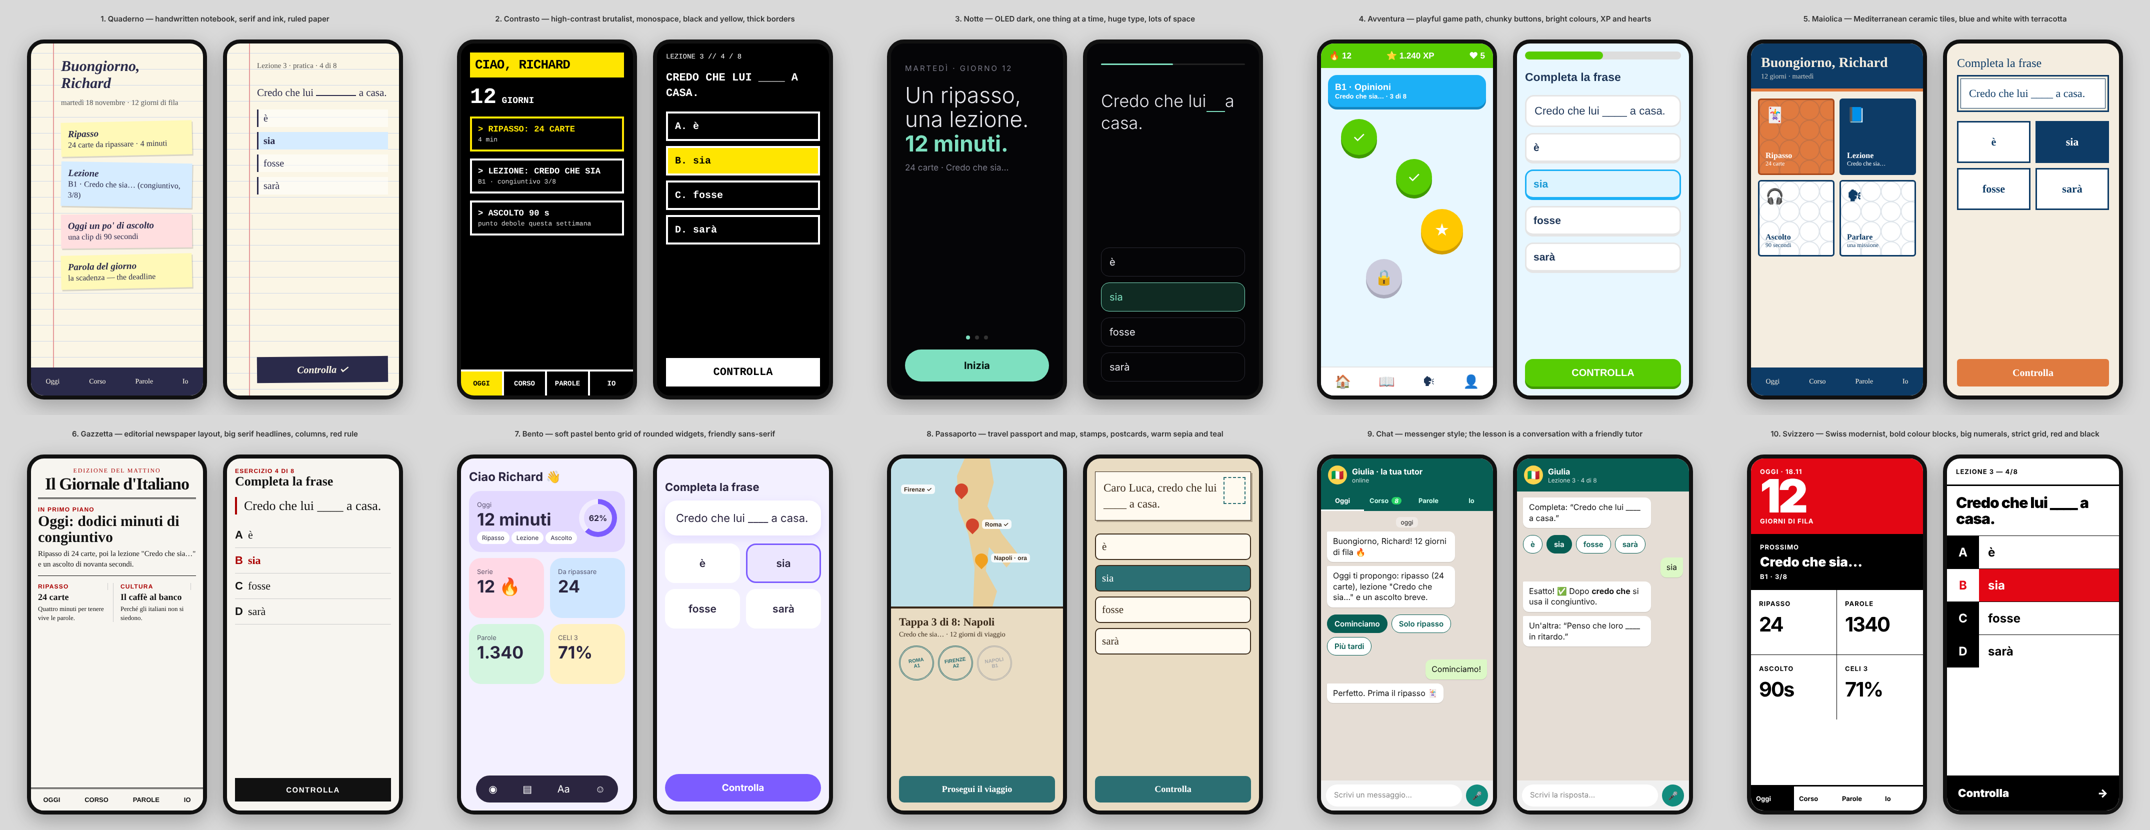 1. Quaderno — handwritten notebook, serif and ink, ruled paper
Buongiorno,
Richard
martedì 18 novembre · 12 giorni di fila
Ripasso
24 carte da ripassare · 4 minuti
Lezione
B1 · Credo che sia… (congiuntivo,
3/8)
Oggi un po' di ascolto
una clip di 90 secondi
Parola del giorno
la scadenza — the deadline
Oggi Corso Parole Io
Lezione 3 · pratica · 4 di 8
Credo che lui ____ a casa.
è
sia
fosse
sarà
Controlla ✓
2. Contrasto — high-contrast brutalist, monospace, black and yellow, thick borders
CIAO, RICHARD
12 GIORNI
> RIPASSO: 24 CARTE
4 min
> LEZIONE: CREDO CHE SIA
B1 · congiuntivo 3/8
> ASCOLTO 90 s
punto debole questa settimana
OGGI CORSO PAROLE IO
LEZIONE 3 // 4 / 8
CREDO CHE LUI ____ A
CASA.
A. è
B. sia
C. fosse
D. sarà
CONTROLLA
3. Notte — OLED dark, one thing at a time, huge type, lots of space
MARTEDÌ · GIORNO 12
Un ripasso,
una lezione.
12 minuti.
24 carte · Credo che sia…
Inizia
Credo che lui __ a
casa.
è
sia
fosse
sarà
4. Avventura — playful game path, chunky buttons, bright colours, XP and hearts
🔥 12 ⭐ 1.240 XP ♥ 5
B1 · Opinioni
Credo che sia… · 3 di 8
Completa la frase
Credo che lui ____ a casa.
è
sia
fosse
sarà
CONTROLLA
5. Maiolica — Mediterranean ceramic tiles, blue and white with terracotta
Buongiorno, Richard
12 giorni · martedì
Ripasso
24 carte
Lezione
Credo che sia…
Ascolto
90 secondi
Parlare
una missione
Oggi Corso Parole Io
Completa la frase
Credo che lui ____ a casa.
è
sia
fosse
sarà
Controlla
6. Gazzetta — editorial newspaper layout, big serif headlines, columns, red rule
EDIZIONE DEL MATTINO
Il Giornale d'Italiano
IN PRIMO PIANO
Oggi: dodici minuti di
congiuntivo
Ripasso di 24 carte, poi la lezione "Credo che sia…"
e un ascolto di novanta secondi.
RIPASSO
24 carte
Quattro minuti per tenere
vive le parole.
CULTURA
Il caffè al banco
Perché gli italiani non si
siedono.
OGGI CORSO PAROLE IO
ESERCIZIO 4 DI 8
Completa la frase
Credo che lui ____ a casa.
A è
B sia
C fosse
D sarà
CONTROLLA
7. Bento — soft pastel bento grid of rounded widgets, friendly sans-serif
Ciao Richard 👋
Oggi
12 minuti
62%
Ripasso Lezione Ascolto
Serie
12 🔥
Da ripassare
24
Parole
1.340
CELI 3
71%
Aa
Completa la frase
Credo che lui ____ a casa.
è
sia
fosse
sarà
Controlla
8. Passaporto — travel passport and map, stamps, postcards, warm sepia and teal
Firenze ✓
Roma ✓
Napoli · ora
Tappa 3 di 8: Napoli
Credo che sia… · 12 giorni di viaggio
ROMA
A1
FIRENZE
A2
NAPOLI
B1
Prosegui il viaggio
Caro Luca, credo che lui
____ a casa.
è
sia
fosse
sarà
Controlla
9. Chat — messenger style; the lesson is a conversation with a friendly tutor
Giulia · la tua tutor
online
Oggi Corso 8 Parole Io
oggi
Buongiorno, Richard! 12 giorni
di fila 🔥
Oggi ti propongo: ripasso (24
carte), lezione "Credo che
sia…" e un ascolto breve.
Cominciamo Solo ripasso
Più tardi
Cominciamo!
Perfetto. Prima il ripasso 🃏
Scrivi un messaggio…
Giulia
Lezione 3 · 4 di 8
Completa: "Credo che lui ____
a casa."
è sia fosse sarà
sia
Esatto! ✅ Dopo credo che si
usa il congiuntivo.
Un'altra: "Penso che loro ____
in ritardo."
Scrivi la risposta…
10. Svizzero — Swiss modernist, bold colour blocks, big numerals, strict grid, red and black
OGGI · 18.11
12
GIORNI DI FILA
PROSSIMO
Credo che sia…
B1 · 3/8
RIPASSO
24
PAROLE
1340
ASCOLTO
90s
CELI 3
71%
Oggi Corso Parole Io
LEZIONE 3 — 4/8
Credo che lui ____ a
casa.
A è
B sia
C fosse
D sarà
Controlla →